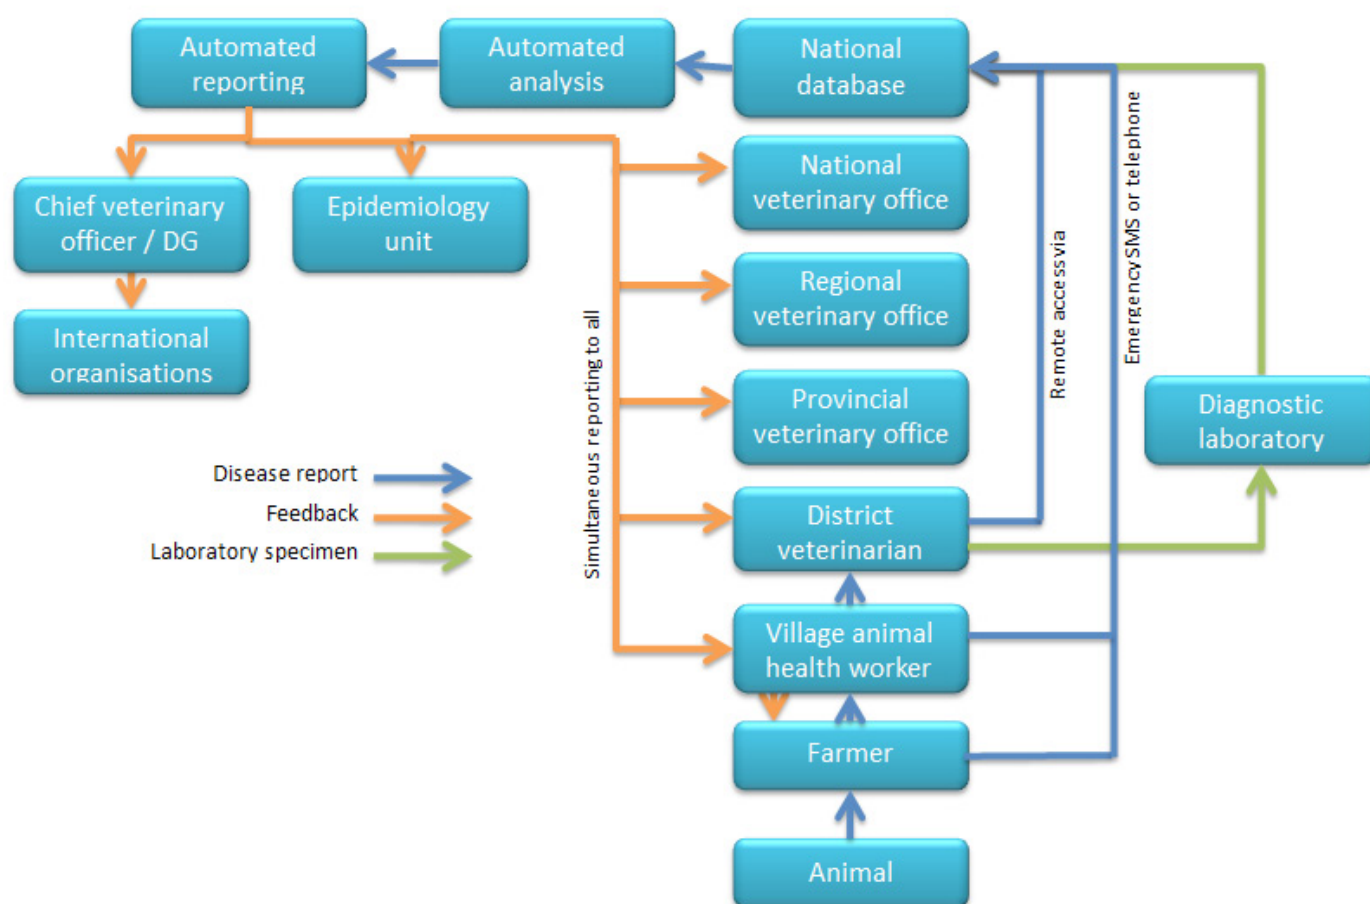 Automated
reporting
Automated
analysis
National
database
National
veterinary office
Chief veterinary
officer / DG
Epidemiology
unit
Regional
veterinary office
International
organisations
Provincial
veterinary office
Diagnostic
laboratory
Disease report
Feedback
Laboratory specimen
District
veterinarian
Village animal
health worker
Farmer
Animal
Simultaneous reporting to all
Remote accessvia
EmergencySMS or telephone